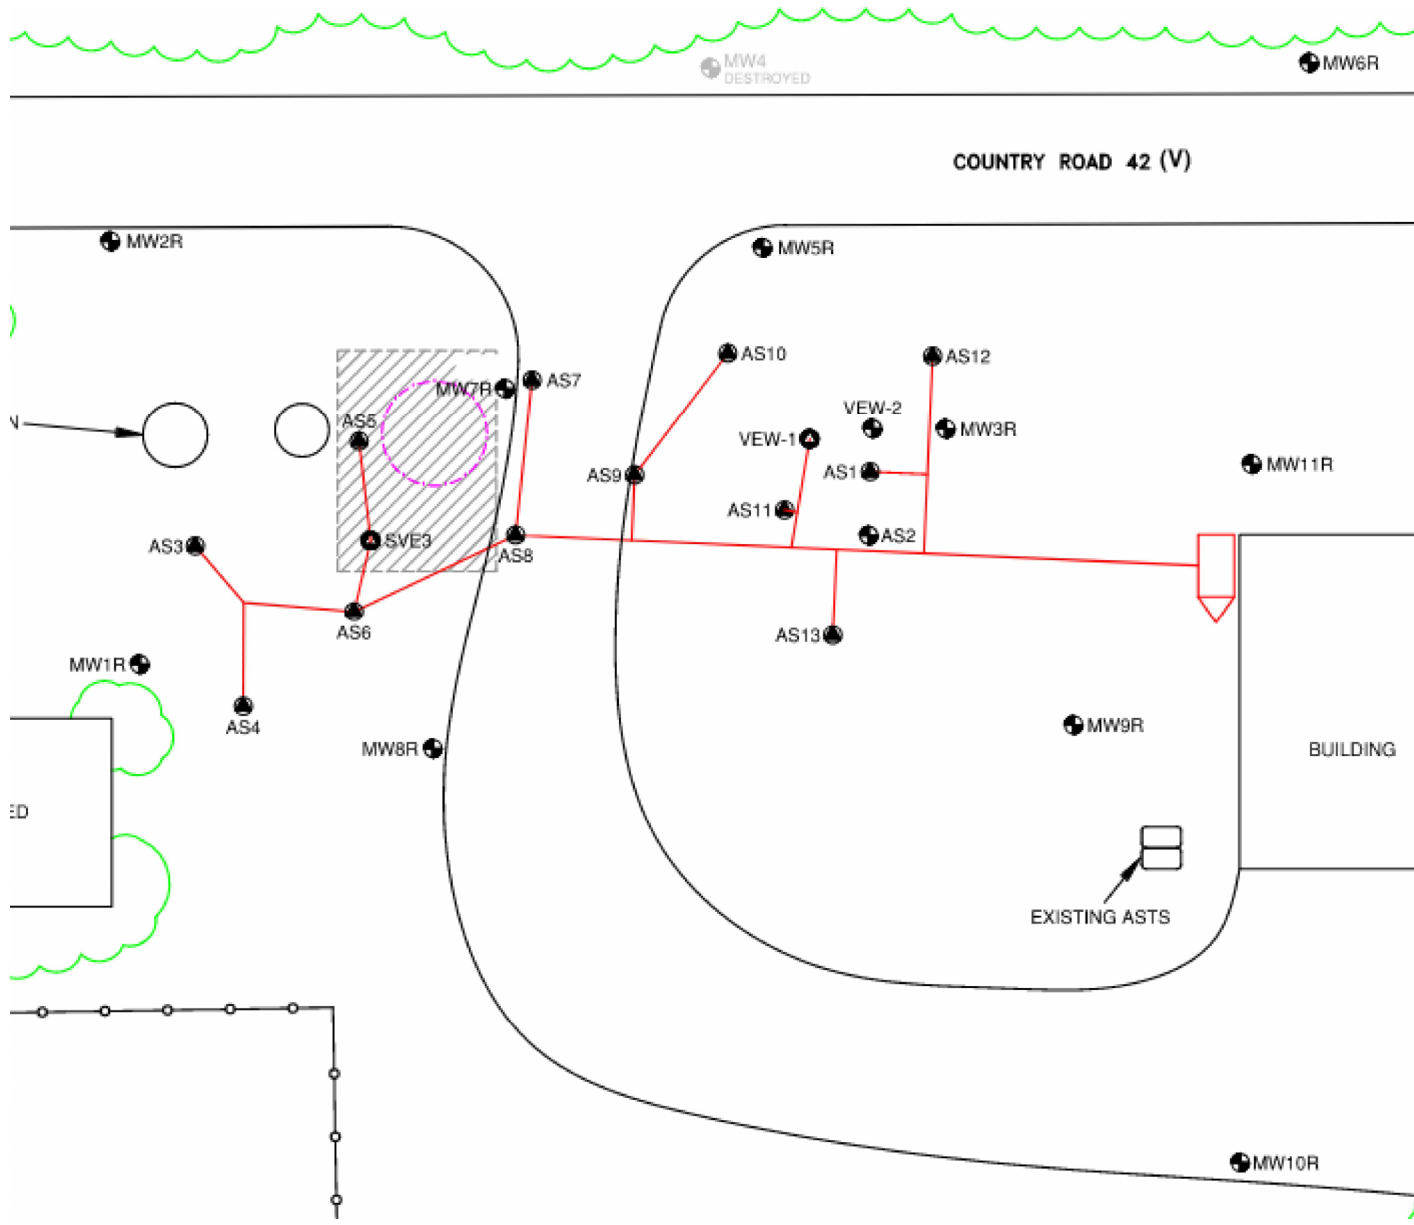 MW4
DESTROYED
MW6R
COUNTRY ROAD 42 (V)
MW2R
MW5R
AS10
AS12
AS7
MW7R
VEW-2
AS5
N
VEW-1
MW3R
MW11R
AS9
AS1
AS11
AS2
SVE3
AS3
AS8
AS6
AS13
MW1R
AS4
MW9R
MW8R
BUILDING
ED
EXISTING ASTS
MW10R